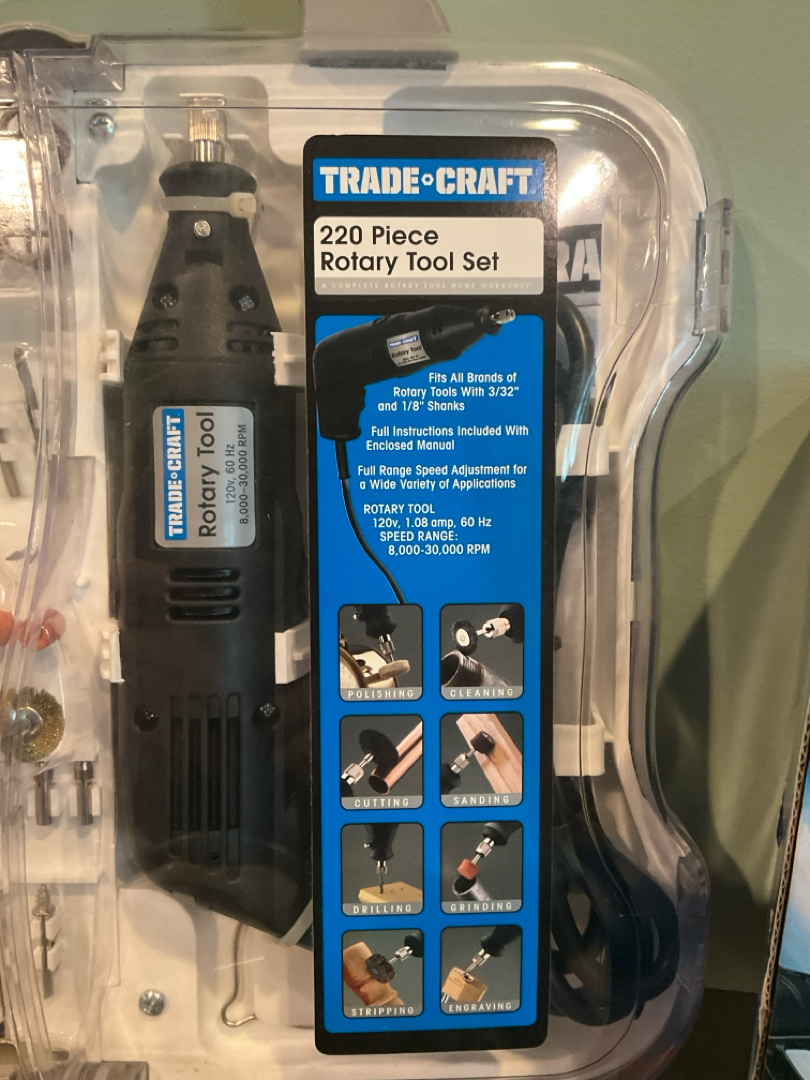 TRADE CRAFT
220 Piece
Rotary Tool Set
A COMPLETE ROTARY TOOL HOME WORKSHOP
RA
TRADE CRAFT
Rotary Tool
Fits All Brands of
Rotary Tools With 3/32"
and 1/8" Shanks
Full Instructions Included With
Enclosed Manual
Full Range Speed Adjustment for
a Wide Variety of Applications
ROTARY TOOL
120v, 1.08 amp, 60 Hz
SPEED RANGE:
8,000-30,000 RPM
TRADE CRAFT
Rotary Tool
120v, 60 Hz
8,000-30,000 RPM
POLISHING
CLEANING
CUTTING
SANDING
DRILLING
GRINDING
STRIPPING
ENGRAVING